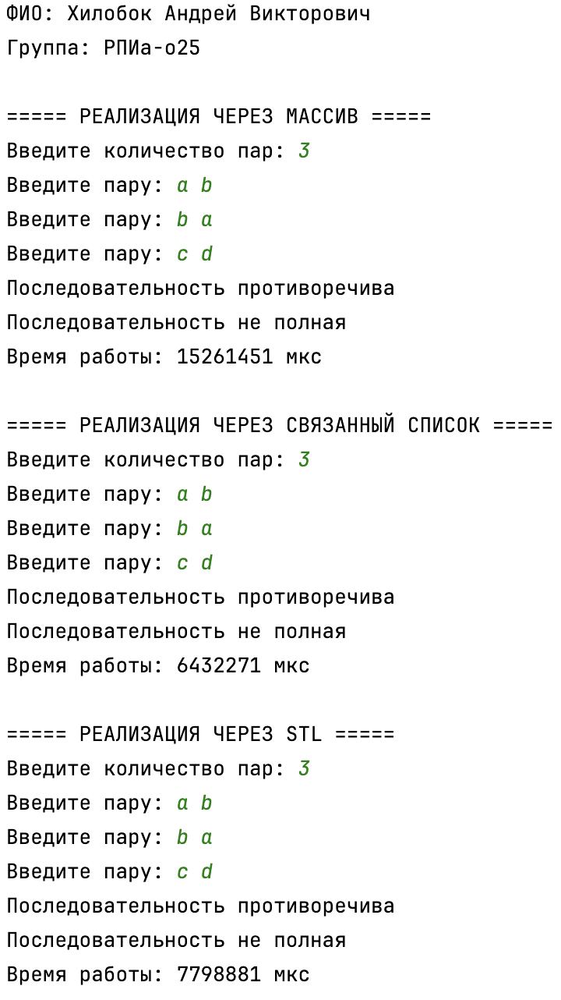 ФИО: Хилобок Андрей Викторович
Группа: РПИа-о25
===== РЕАЛИЗАЦИЯ ЧЕРЕЗ МАССИВ =====
Введите количество пар: 3
Введите пару: a b
Введите пару: b a
Введите пару: c d
Последовательность противоречива
Последовательность не полная
Время работы: 15261451 мкс
===== РЕАЛИЗАЦИЯ ЧЕРЕЗ СВЯЗАННЫЙ СПИСОК =====
Введите количество пар: 3
Введите пару: a b
Введите пару: b a
Введите пару: c d
Последовательность противоречива
Последовательность не полная
Время работы: 6432271 мкс
===== РЕАЛИЗАЦИЯ ЧЕРЕЗ STL =====
Введите количество пар: 3
Введите пару: a b
Введите пару: b a
Введите пару: c d
Последовательность противоречива
Последовательность не полная
Время работы: 7798881 мкс